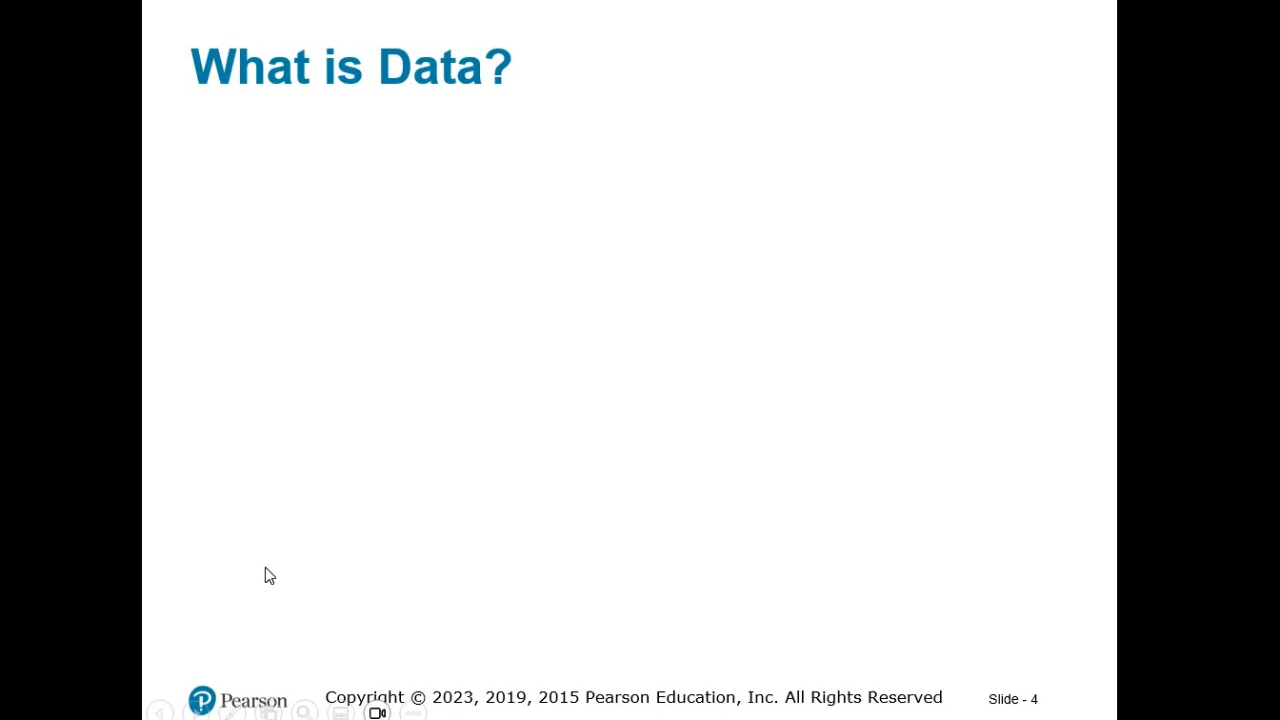 What is Data?
Pearson
Copyright © 2023, 2019, 2015 Pearson Education, Inc. All Rights Reserved
Slide - 4